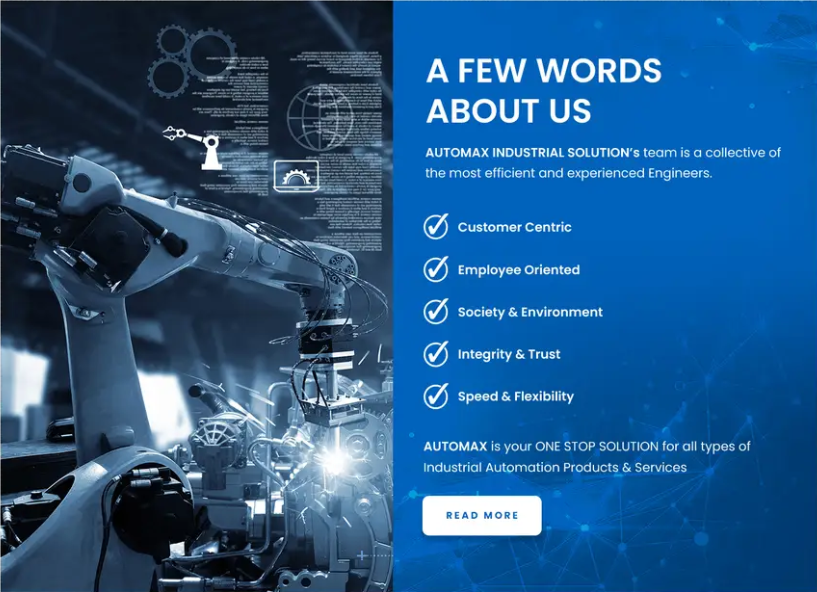 A FEW WORDS
ABOUT US
AUTOMAX INDUSTRIAL SOLUTION's team is a collective of
the most efficient and experienced Engineers.
Customer Centric
Employee Oriented
Society & Environment
Integrity & Trust
Speed & Flexibility
AUTOMAX is your ONE STOP SOLUTION for all types of
Industrial Automation Products & Services
READ MORE